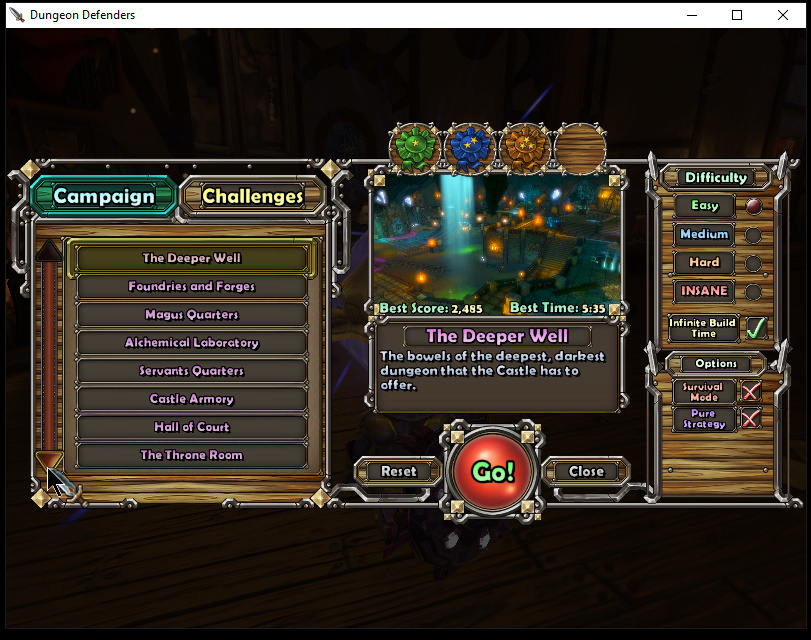 Dungeon Defenders
Campaign
Challenges
The Deeper Well
Foundries and Forges
Magus Quarters
Alchemical Laboratory
Servants Quarters
Castle Armory
Hall of Court
The Throne Room
Best Score: 2,485
Best Time: 5:35
The Deeper Well
The bowels of the deepest, darkest
dungeon that the Castle has to
offer.
Reset
Go!
Close
Difficulty
Easy
Medium
Hard
INSANE
Infinite Build
Time
Options
Survival
Mode
Pure
Strategy